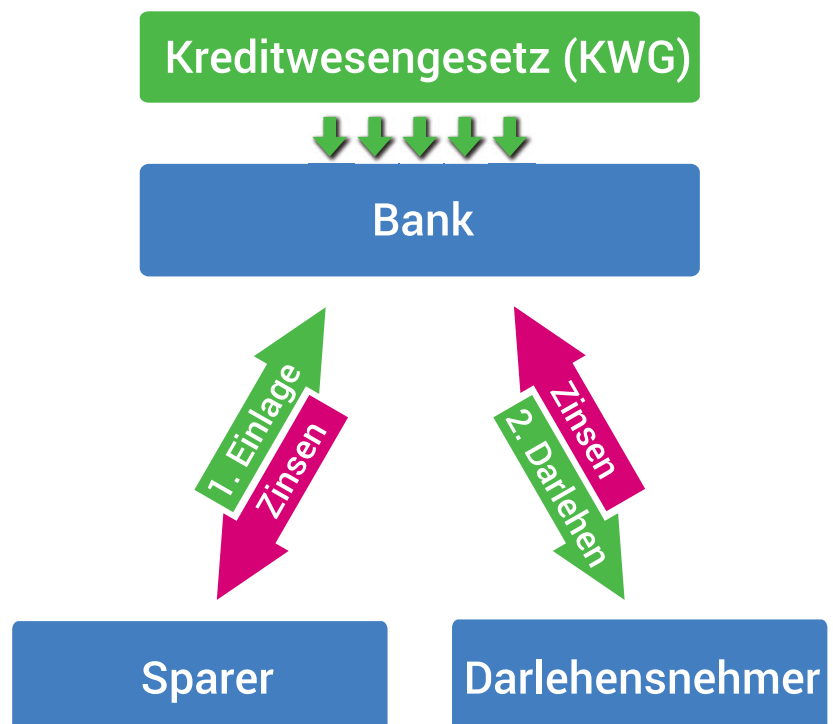 Kreditwesengesetz (KWG)
Bank
1. Einlage
Zinsen
Zinsen
2. Darlehen
Sparer
Darlehensnehmer